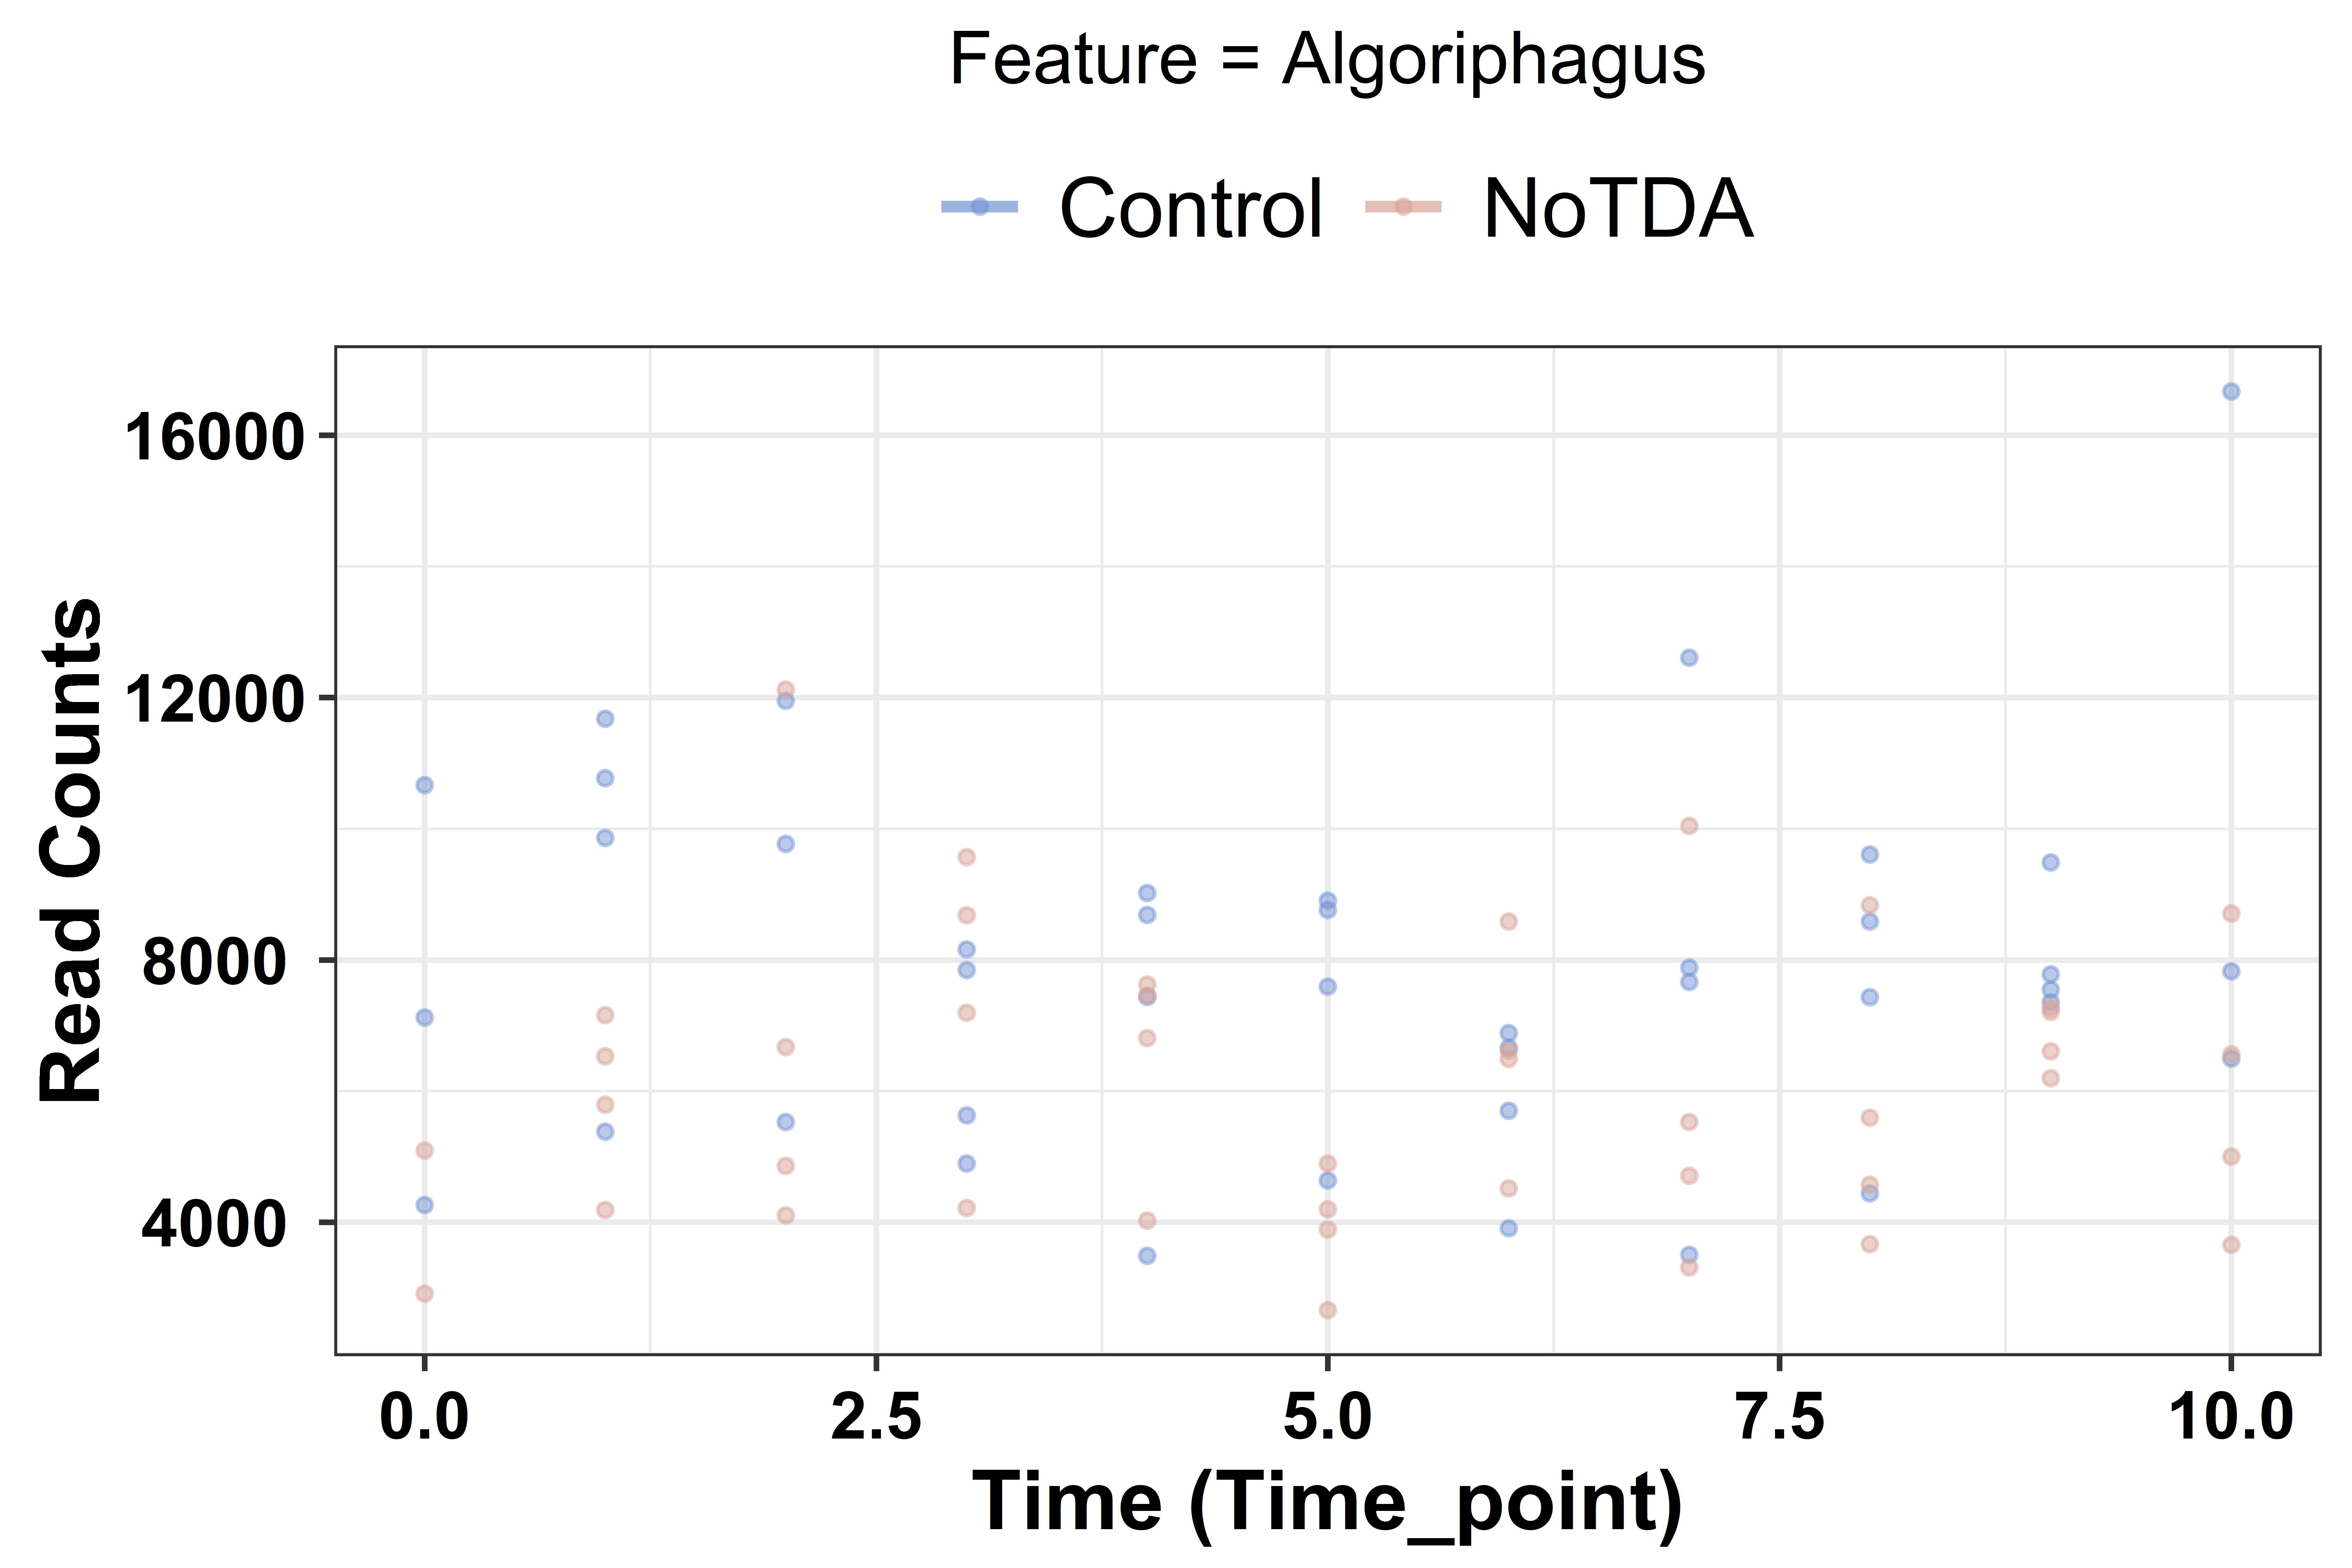 Feature = Algoriphagus
Control NoTDA
16000
12000
8000
4000
Read Counts
0.0 2.5 5.0 7.5 10.0
Time (Time_point)